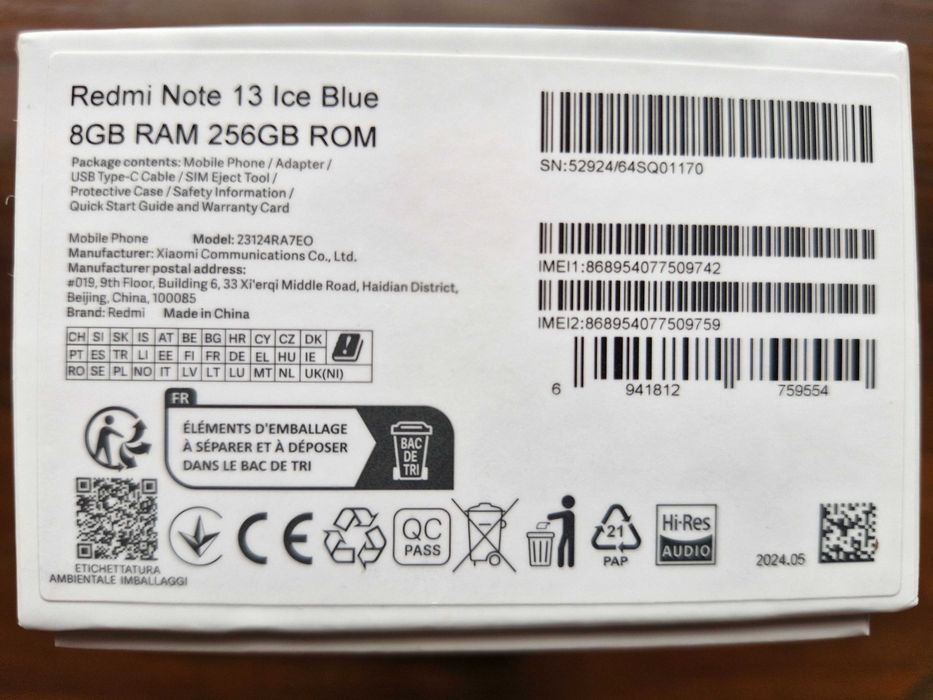 Redmi Note 13 Ice Blue
8GB RAM 256GB ROM
Package contents: Mobile Phone / Adapter /
USB Type-C Cable / SIM Eject Tool /
Protective Case / Safety Information /
Quick Start Guide and Warranty Card
Mobile Phone Model: 23124RA7EO
Manufacturer: Xiaomi Communications Co., Ltd.
Manufacturer postal address:
#019, 9th Floor, Building 6, 33 Xi'erqi Middle Road, Haidian District,
Beijing, China, 100085
Brand: Redmi Made in China
CH SI SK IS AT BE BG HR CY CZ DK
PT ES TR LI EE FI FR DE EL HU IE
RO SE PL NO IT LV LT LU MT NL UK(NI)
SN:52924/64SQ01170
IMEI1:868954077509742
IMEI2:868954077509759
6 941812 759554
FR
ÉLÉMENTS D'EMBALLAGE
À SÉPARER ET À DÉPOSER
DANS LE BAC DE TRI
BAC
DE
TRI
ETICHETTATURA
AMBIENTALE IMBALLAGGI
CE
QC
PASS
21
PAP
Hi-Res
AUDIO
2024.05